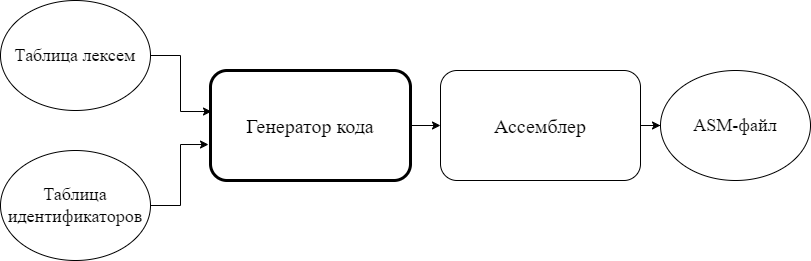 Таблица лексем
Генератор кода
Ассемблер
ASM-файл
Таблица
идентификаторов